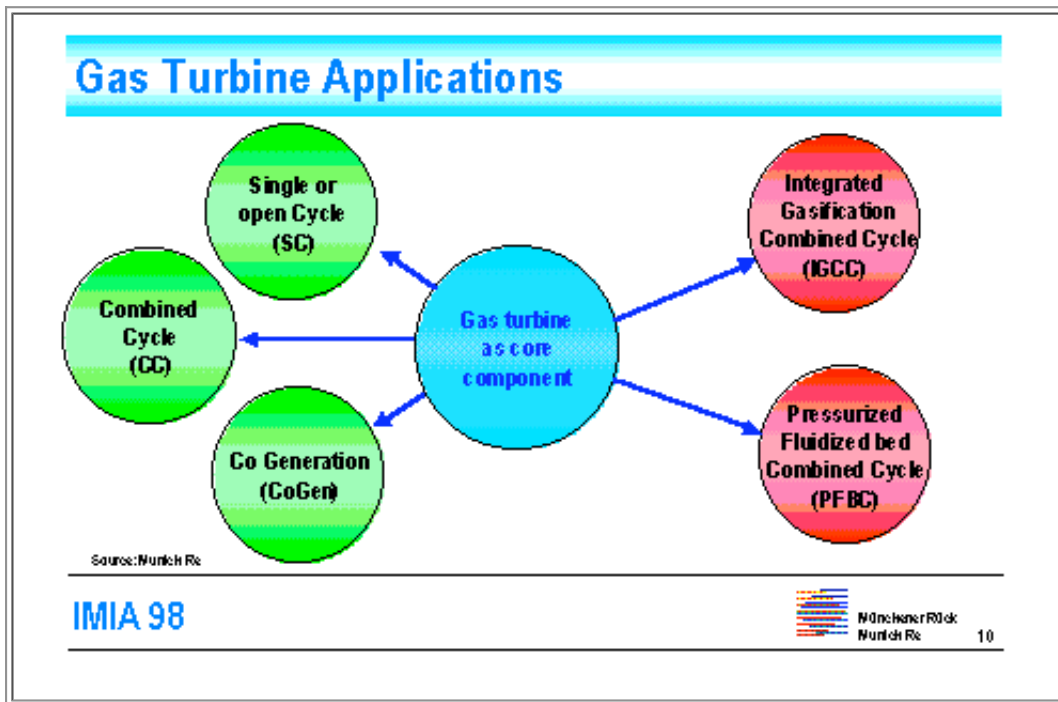 Gas Turbine Applications
Single or
open Cycle
(SC)
Combined
Cycle
(CC)
Co Generation
(CoGen)
Gas turbine
as core
component
Integrated
Gasification
Combined Cycle
(IGCC)
Pressurized
Fluidized bed
Combined Cycle
(PFBC)
Source: Munich Re
IMIA 98
Münchener Rück
Munich Re
10